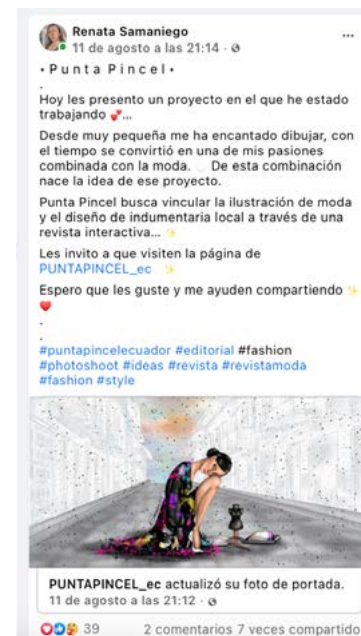 Renata Samaniego
11 de agosto a las 21:14 ·
• P u n t a P i n c e l •
.
Hoy les presento un proyecto en el que he estado
trabajando 💕...
Desde muy pequeña me ha encantado dibujar, con
el tiempo se convirtió en una de mis pasiones
combinada con la moda. De esta combinación
nace la idea de ese proyecto.
Punta Pincel busca vincular la ilustración de moda
y el diseño de indumentaria local a través de una
revista interactiva... ✨
Les invito a que visiten la página de
PUNTAPINCEL_ec ✨
Espero que les guste y me ayuden compartiendo ✨
❤️
.
.
#puntapincelecuador #editorial #fashion
#photoshoot #ideas #revista #revistamoda
#fashion #style
PUNTAPINCEL_ec actualizó su foto de portada.
11 de agosto a las 21:12 ·
39 2 comentarios 7 veces compartido